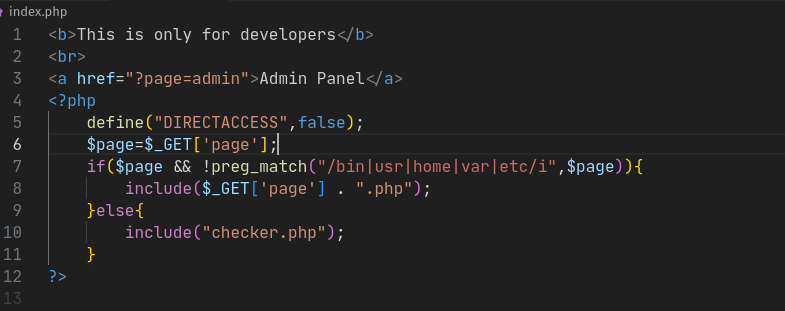 index.php
1 <b>This is only for developers</b>
2 <br>
3 <a href="?page=admin">Admin Panel</a>
4 <?php
5     define("DIRECTACCESS",false);
6     $page=$_GET['page'];
7     if($page && !preg_match("/bin|usr|home|var|etc/i",$page)){
8         include($_GET['page'] . ".php");
9     }else{
10         include("checker.php");
11     }
12 ?>
13